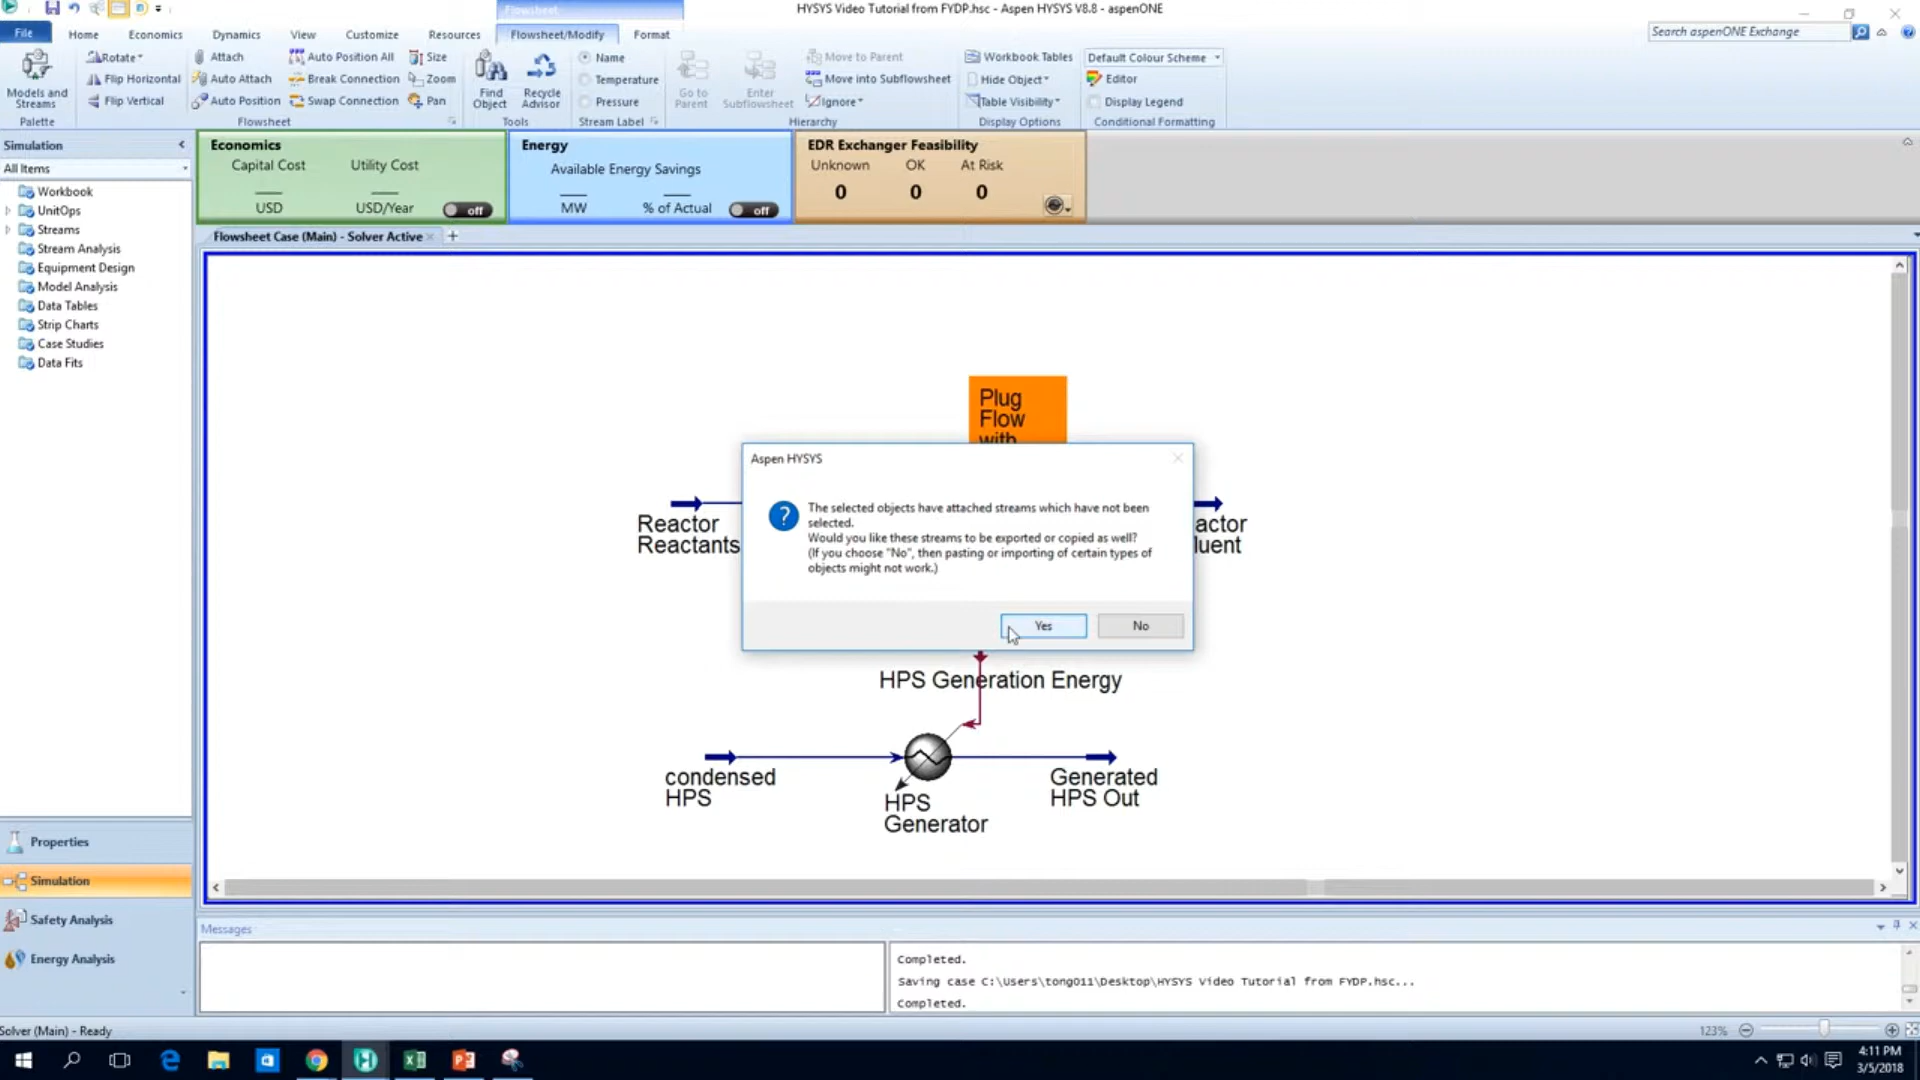 HYSYS Video Tutorial from FYDP.hsc - Aspen HYSYS V8.8 - aspenONE
Flowsheet
File
Home
Economics
Dynamics
View
Customize
Resources
Flowsheet/Modify
Format
Search aspenONE Exchange
Models and
Streams
Palette
Rotate
Flip Horizontal
Flip Vertical
Attach
Auto Attach
Auto Position
Auto Position All
Break Connection
Swap Connection
Size
Zoom
Pan
Flowsheet
Find
Object
Recycle
Advisor
Tools
Name
Temperature
Pressure
Stream Label
Go to
Parent
Enter
Subflowsheet
Move to Parent
Move into Subflowsheet
Ignore
Hierarchy
Workbook Tables
Hide Object
Table Visibility
Display Options
Default Colour Scheme
Editor
Display Legend
Conditional Formatting
Simulation
All Items
Workbook
UnitOps
Streams
Stream Analysis
Equipment Design
Model Analysis
Data Tables
Strip Charts
Case Studies
Data Fits
Properties
Simulation
Safety Analysis
Energy Analysis
Economics
Capital Cost
Utility Cost
USD
USD/Year
off
Energy
Available Energy Savings
MW
% of Actual
off
EDR Exchanger Feasibility
Unknown
OK
At Risk
0
0
0
Flowsheet Case (Main) - Solver Active
Plug
Flow
with
Reactor
Reactants
actor
luent
Aspen HYSYS
The selected objects have attached streams which have not been
selected.
Would you like these streams to be exported or copied as well?
(If you choose "No", then pasting or importing of certain types of
objects might not work.)
Yes
No
HPS Generation Energy
condensed
HPS
HPS
Generator
Generated
HPS Out
Messages
Completed.
Saving case C:\Users\tong011\Desktop\HYSYS Video Tutorial from FYDP.hsc...
Completed.
Solver (Main) - Ready
123%
4:11 PM
3/5/2018